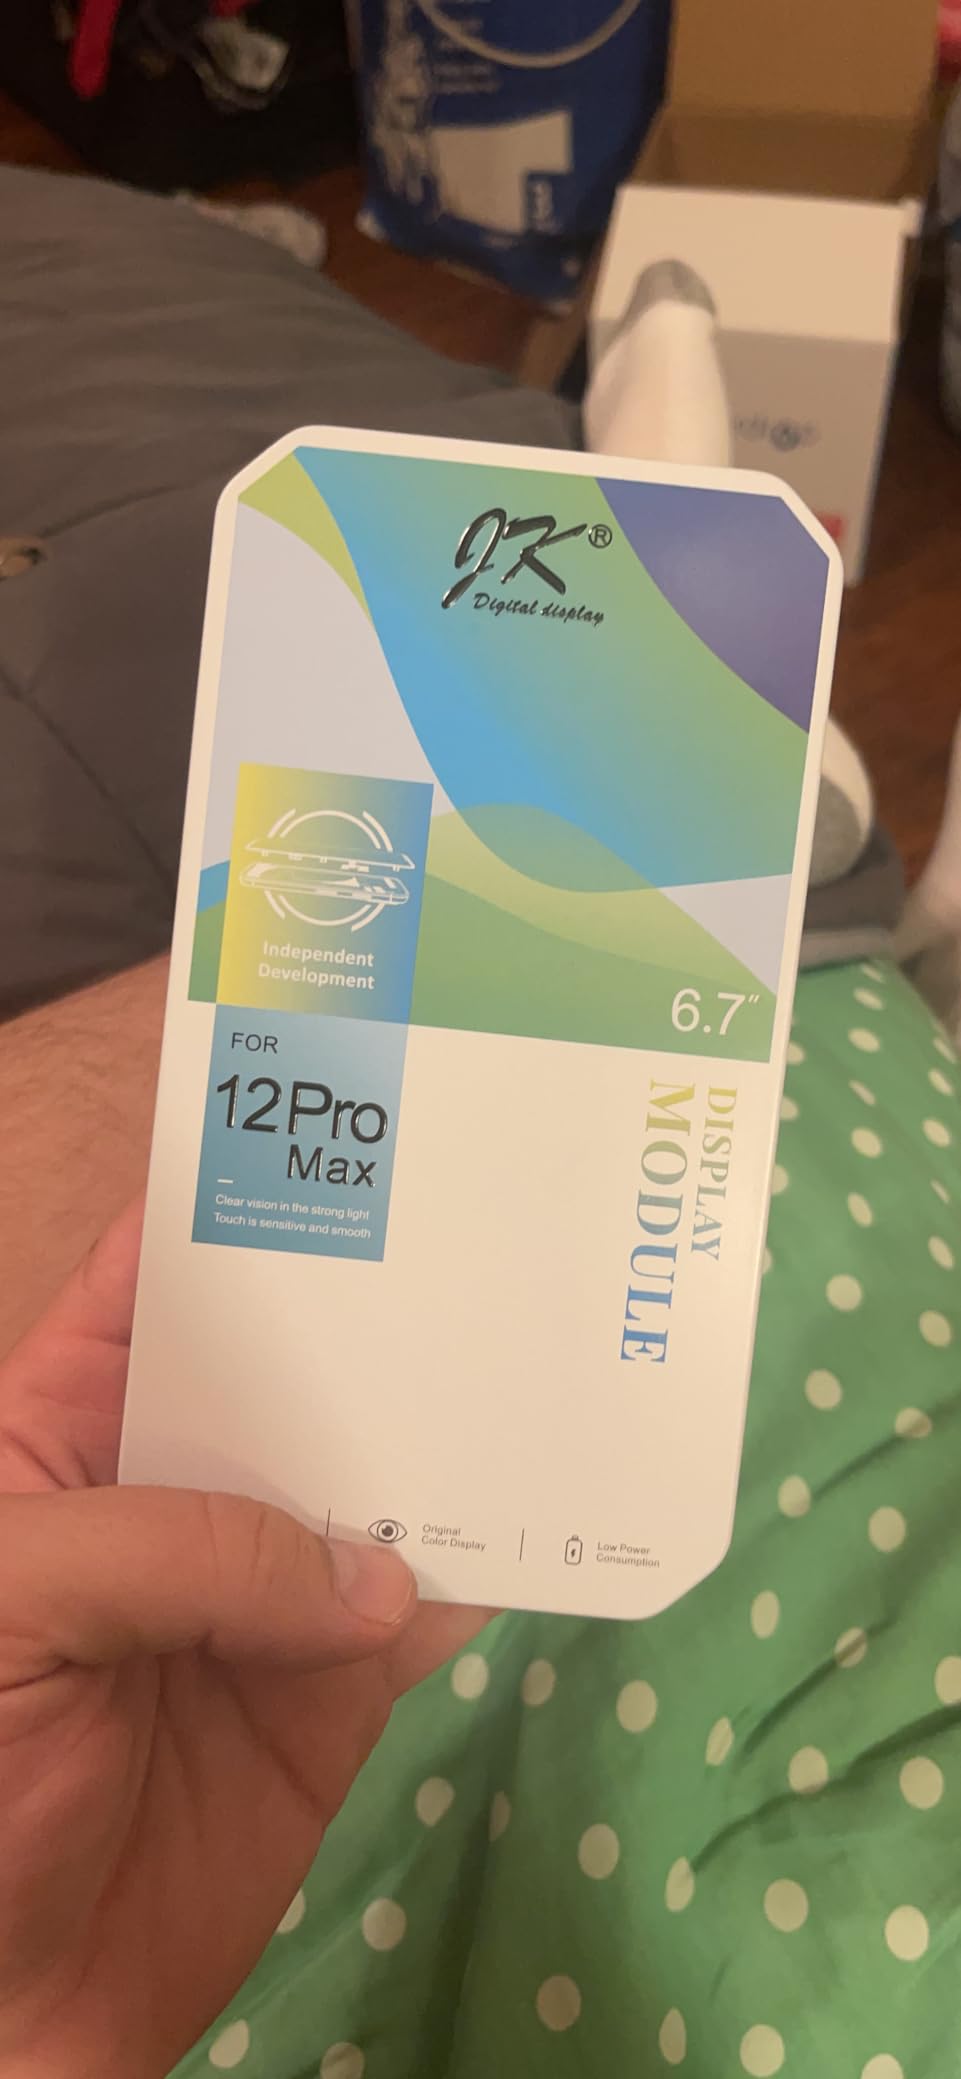 JK®
Digital display
Independent
Development
6.7"
FOR
12Pro
Max
Clear vision in the strong light
Touch is sensitive and smooth
DISPLAY
MODULE
Original
Color Display
Low Power
Consumption